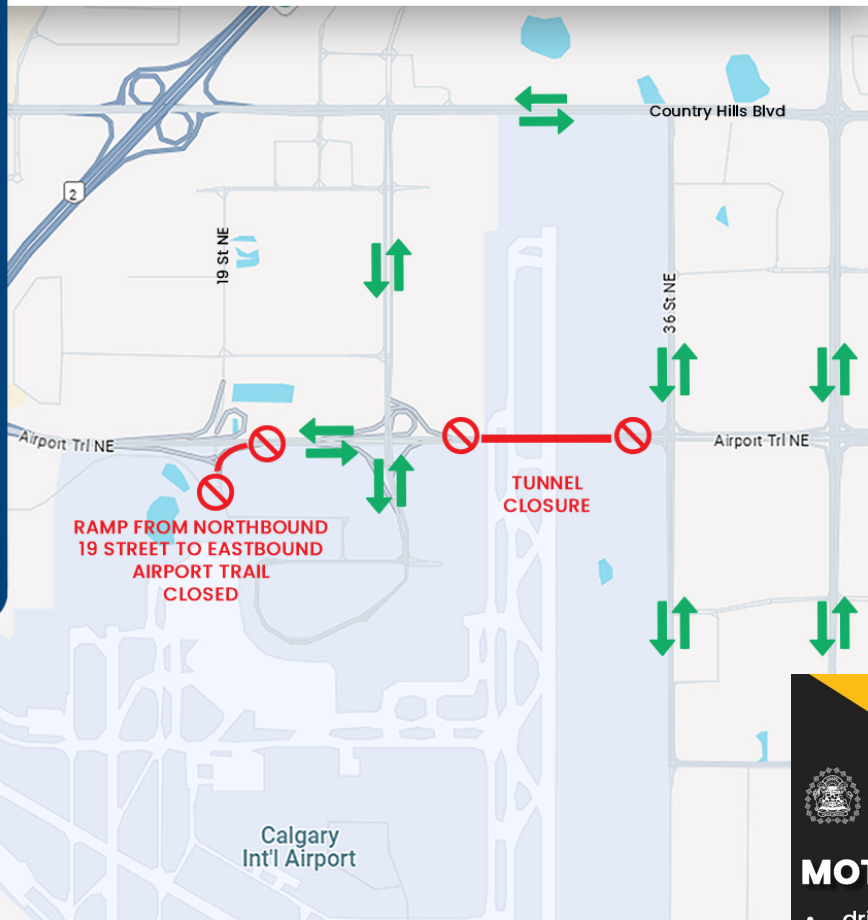 Country Hills Blvd
2
19 St NE
36 St NE
Airport Trl NE
Airport Trl NE
TUNNEL
CLOSURE
RAMP FROM NORTHBOUND
19 STREET TO EASTBOUND
AIRPORT TRAIL
CLOSED
Calgary
Int'l Airport
MOT
• dr